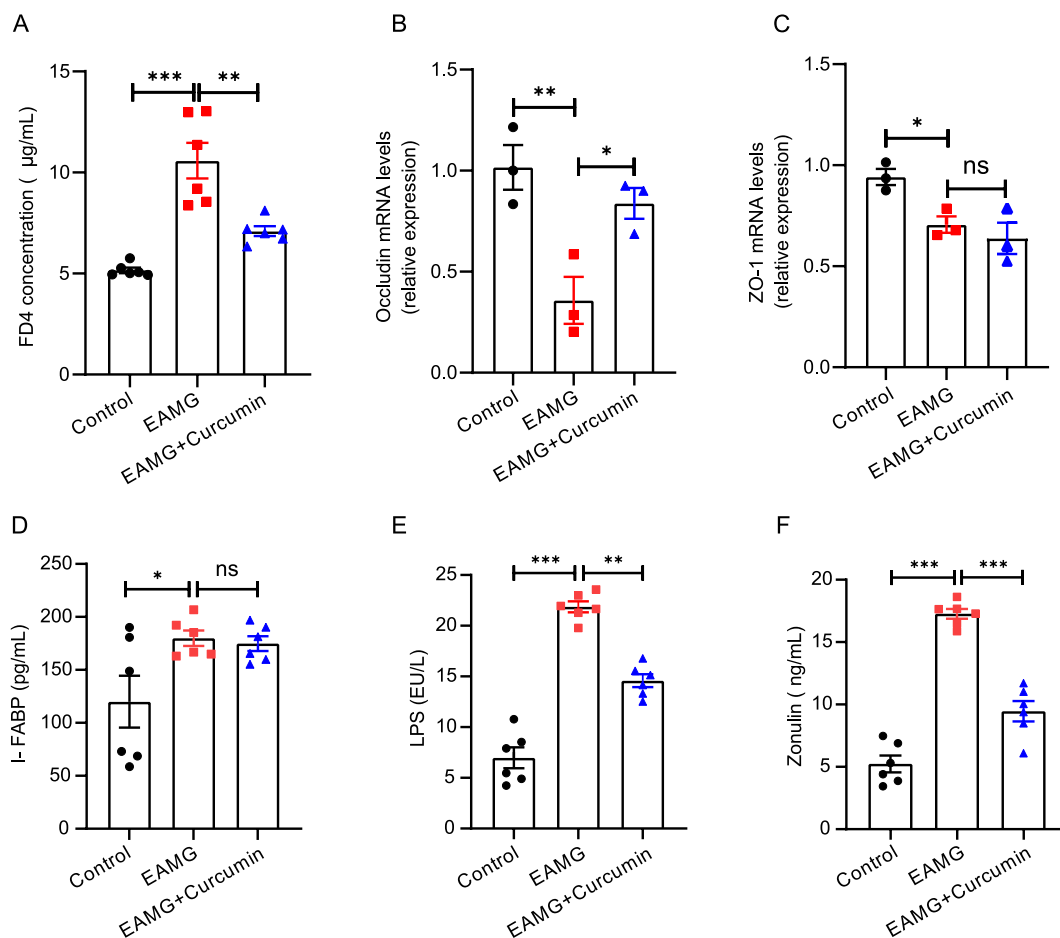 A
FD4 concentration ( μg/mL)
15
10
5
0
***
**
Control
EAMG
EAMG+Curcumin
B
Occludin mRNA levels
(relative expression)
1.5
1.0
0.5
0.0
**
*
Control
EAMG
EAMG+Curcumin
C
ZO-1 mRNA levels
(relative expression)
1.5
1.0
0.5
0.0
*
ns
Control
EAMG
EAMG+Curcumin
D
I- FABP (pg/mL)
250
200
150
100
50
0
*
ns
Control
EAMG
EAMG+Curcumin
E
LPS (EU/L)
25
20
15
10
5
0
***
**
Control
EAMG
EAMG+Curcumin
F
Zonulin ( ng/mL)
20
15
10
5
0
***
***
Control
EAMG
EAMG+Curcumin